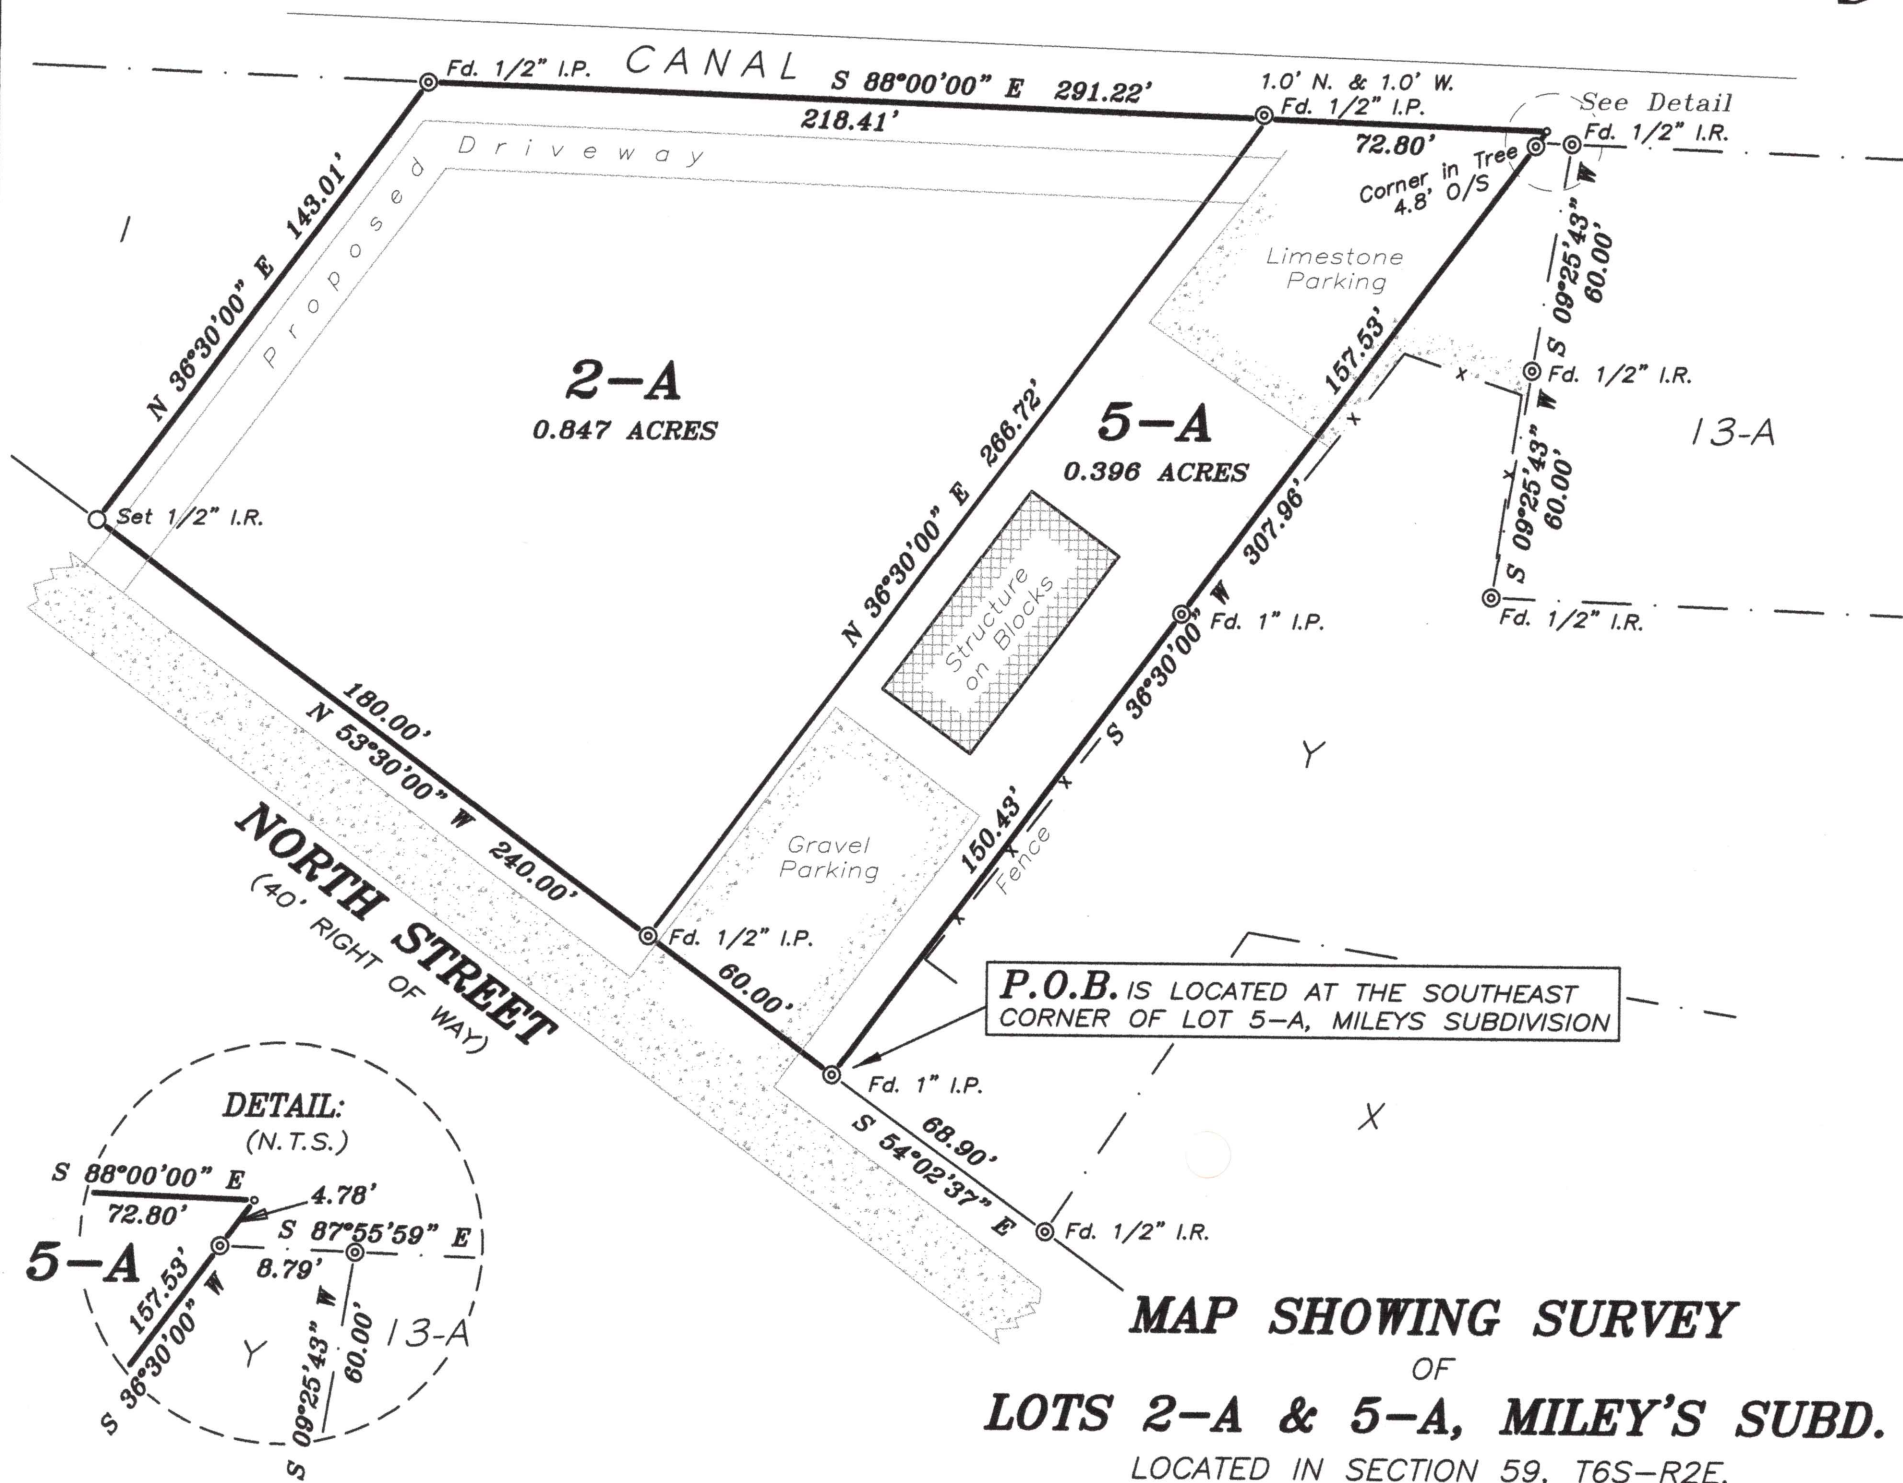 CANAL
Fd. 1/2" I.P.
S 88°00'00" E 291.22'
218.41'
1.0' N. & 1.0' W.
Fd. 1/2" I.P.
72.80'
See Detail
Fd. 1/2" I.R.
Corner in Tree
4.8' O/S
Proposed Driveway
N 36°30'00" E 143.01'
1
Limestone
Parking
S 09°25'43" W
60.00'
157.53'
Fd. 1/2" I.R.
2-A
0.847 ACRES
5-A
0.396 ACRES
13-A
N 36°30'00" E 266.72'
x
x
x
S 09°25'43" W
60.00'
Set 1/2" I.R.
307.96'
Structure
on Blocks
Fd. 1" I.P.
Fd. 1/2" I.R.
S 36°30'00" W
180.00'
N 53°30'00" W 240.00'
Y
x
150.43'
x
Fence
x
Gravel
Parking
NORTH STREET
(40' RIGHT OF WAY)
Fd. 1/2" I.P.
60.00'
P.O.B. IS LOCATED AT THE SOUTHEAST
CORNER OF LOT 5-A, MILEYS SUBDIVISION
Fd. 1" I.P.
68.90'
S 54°02'37" E
X
Fd. 1/2" I.R.
DETAIL:
(N.T.S.)
S 88°00'00" E
72.80'
4.78'
S 87°55'59" E
8.79'
5-A
157.53'
S 36°30'00" W
Y
S 09°25'43" W
60.00'
13-A
MAP SHOWING SURVEY
OF
LOTS 2-A & 5-A, MILEY'S SUBD.
LOCATED IN SECTION 59, T6S-R2E,